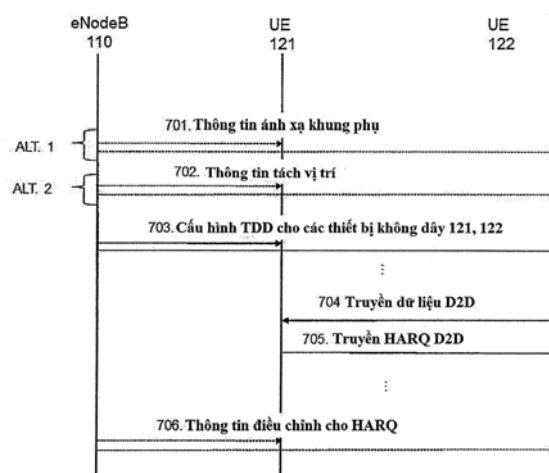 eNodeB
110
UE
121
UE
122
701. Thông tin ánh xạ khung phụ
ALT. 1
702. Thông tin tách vị trí
ALT. 2
703. Cấu hình TDD cho các thiết bị không dây 121, 122
704 Truyền dữ liệu D2D
705. Truyền HARQ D2D
706. Thông tin điều chỉnh cho HARQ